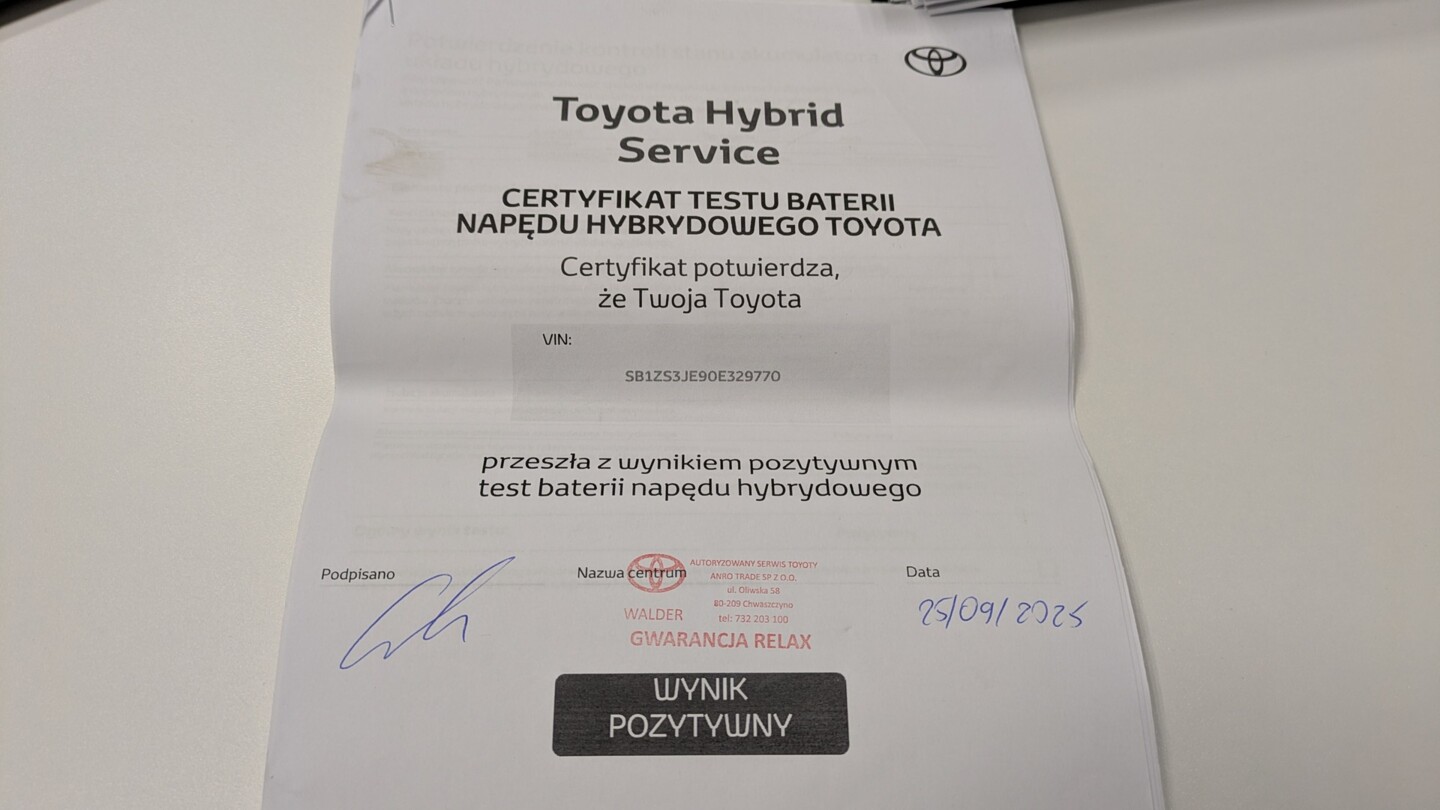 Toyota Hybrid
Service
CERTYFIKAT TESTU BATERII
NAPĘDU HYBRYDOWEGO TOYOTA
Certyfikat potwierdza,
że Twoja Toyota
VIN:
SB1ZS3JE90E329770
przeszła z wynikiem pozytywnym
test baterii napędu hybrydowego
Podpisano
Nazwa centrum
AUTORYZOWANY SERWIS TOYOTY
ANRO TRADE SP Z O.O.
ul. Oliwska 58
80-209 Chwaszczyno
tel: 732 203 100
WALDER
GWARANCJA RELAX
Data
25/09/2025
WYNIK
POZYTYWNY